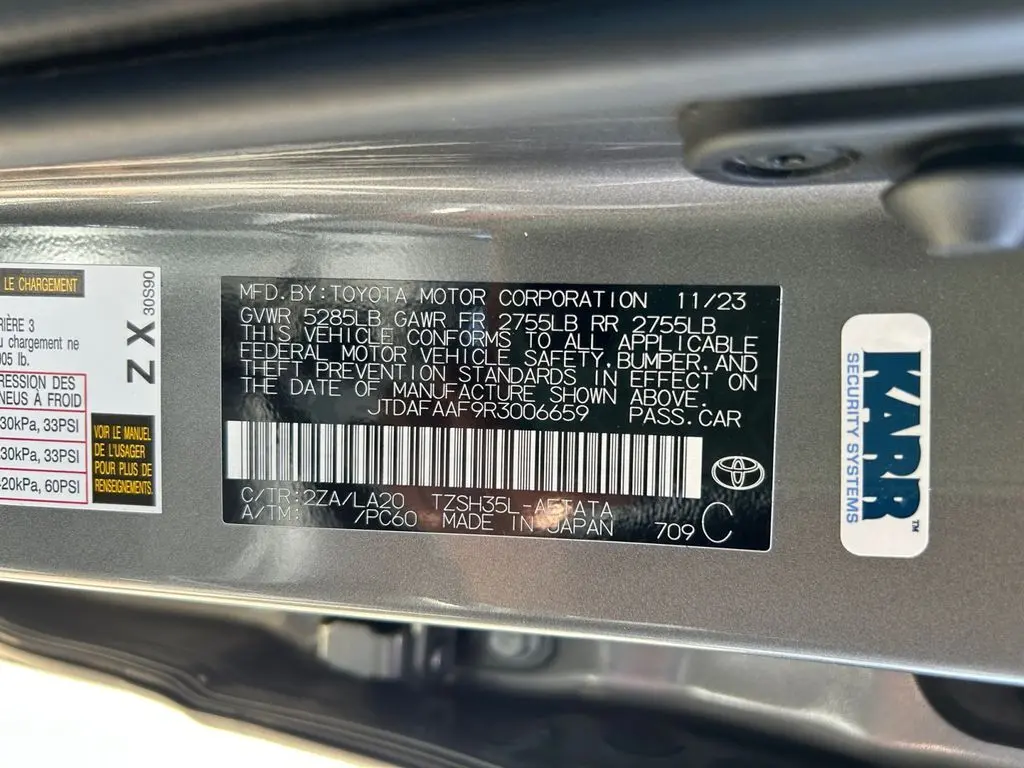 LE CHARGEMENT
RIÈRE 3
u chargement ne
005 lb.
RESSION DES
NEUS À FROID
30kPa, 33PSI
30kPa, 33PSI
20kPa, 60PSI
ZX
30S90
VOIR LE MANUEL
DE L'USAGER
POUR PLUS DE
RENSEIGNEMENTS.
MFD.BY:TOYOTA MOTOR CORPORATION 11/23
GVWR 5285LB GAWR FR 2755LB RR 2755LB
THIS VEHICLE CONFORMS TO ALL APPLICABLE
FEDERAL MOTOR VEHICLE SAFETY,BUMPER,AND
THEFT PREVENTION STANDARDS IN EFFECT ON
THE DATE OF MANUFACTURE SHOWN ABOVE.
JTDAFAAF9R3006659 PASS.CAR
C/TR:2ZA/LA20 TZSH35L-AETATA
A/TM: /PC60 MADE IN JAPAN 709 C
KARR™
SECURITY SYSTEMS